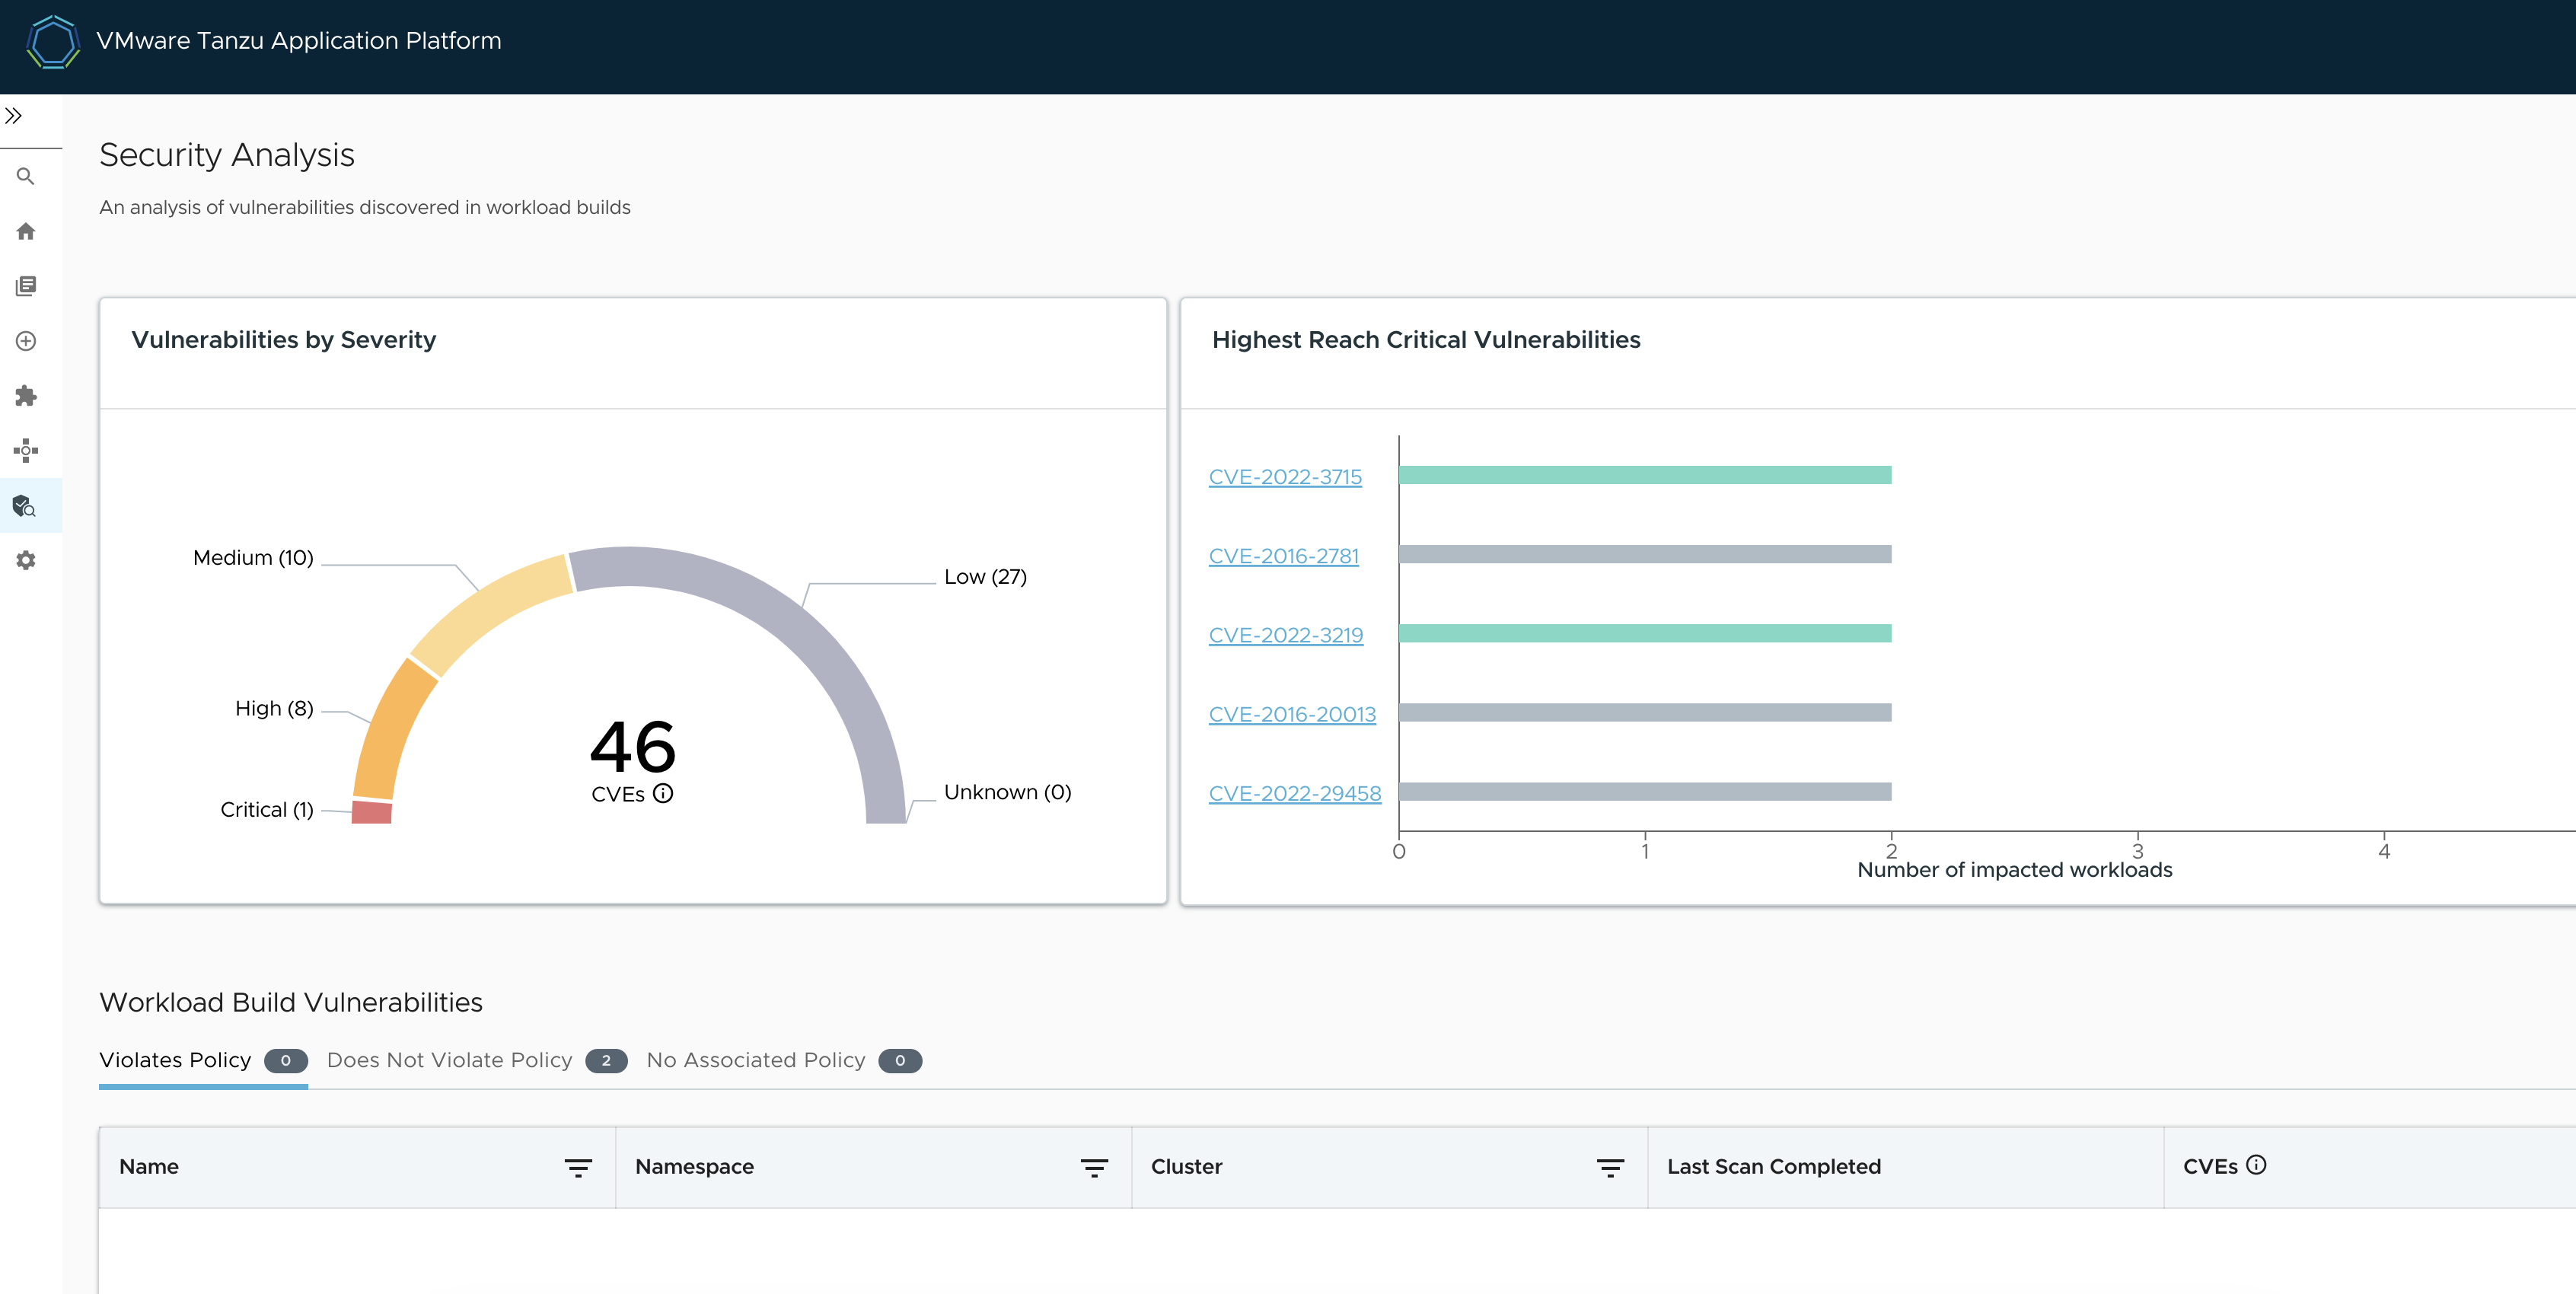 VMware Tanzu Application Platform
Security Analysis
An analysis of vulnerabilities discovered in workload builds
Vulnerabilities by Severity
Medium (10)
Low (27)
High (8)
46
CVEs
Unknown (0)
Critical (1)
Highest Reach Critical Vulnerabilities
CVE-2022-3715
CVE-2016-2781
CVE-2022-3219
CVE-2016-20013
CVE-2022-29458
0 1 2 3 4
Number of impacted workloads
Workload Build Vulnerabilities
Violates Policy 0 Does Not Violate Policy 2 No Associated Policy 0
Name Namespace Cluster Last Scan Completed CVEs